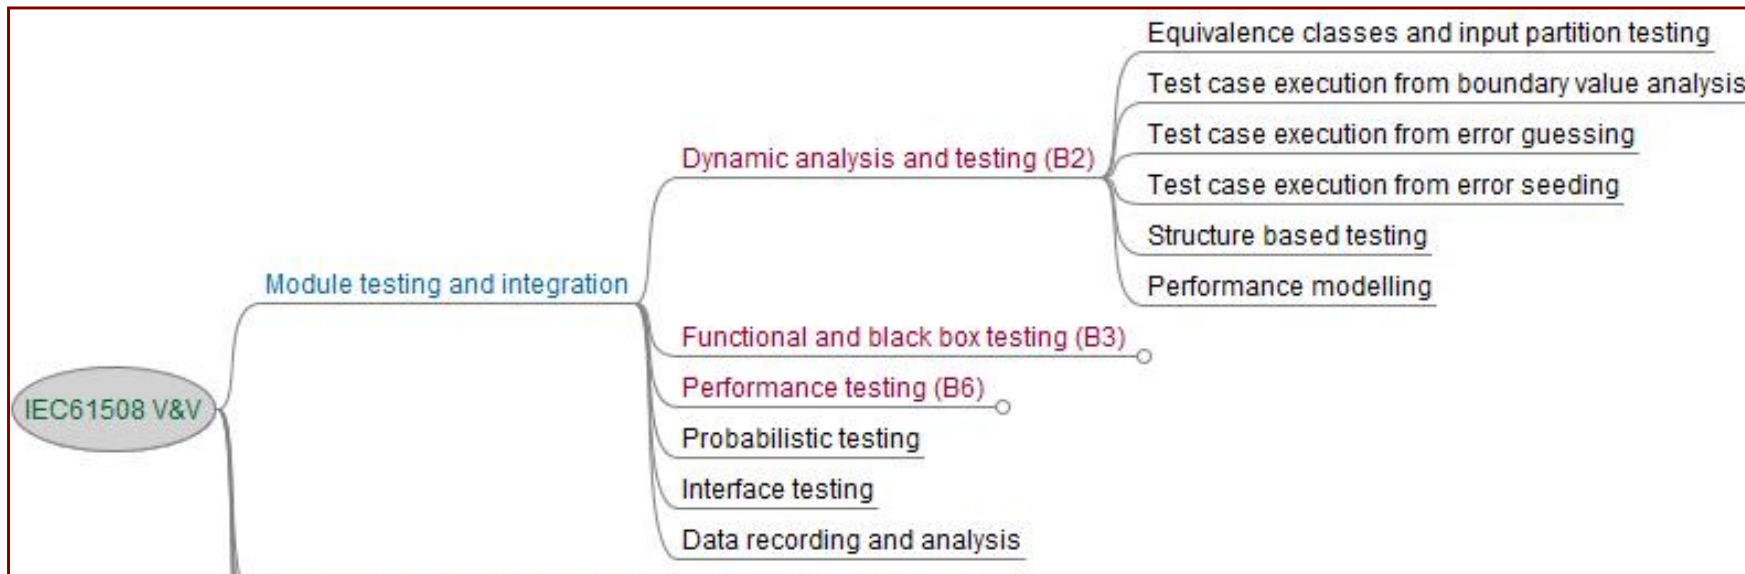 Equivalence classes and input partition testing
Test case execution from boundary value analysis
Test case execution from error guessing
Dynamic analysis and testing (B2)
Test case execution from error seeding
Structure based testing
Module testing and integration
Performance modelling
Functional and black box testing (B3)
Performance testing (B6)
IEC61508 V&V
Probabilistic testing
Interface testing
Data recording and analysis